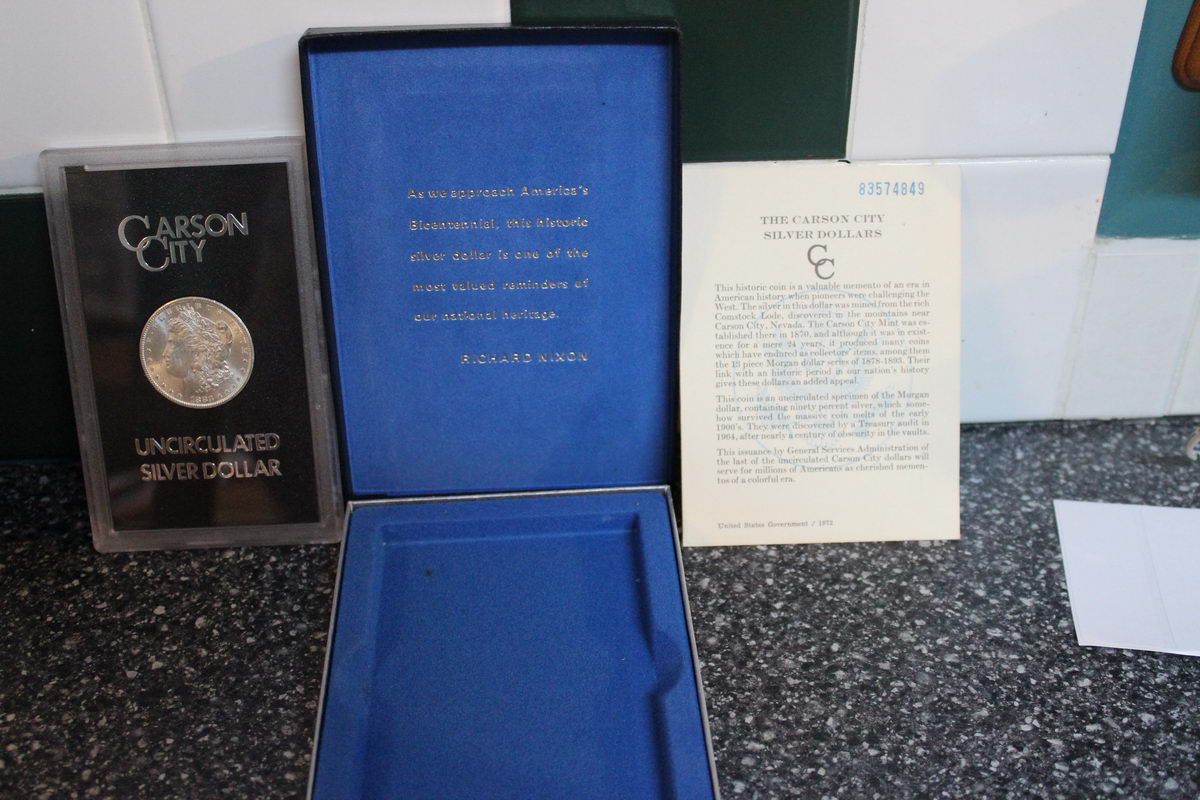 CARSON
CITY
1883
UNCIRCULATED
SILVER DOLLAR
As we approach America's
Bicentennial, this historic
silver dollar is one of the
most valued reminders of
our national heritage.
RICHARD NIXON
83574849
THE CARSON CITY
SILVER DOLLARS
CC
This historic coin is a valuable memento of an era in
American history when pioneers were challenging the
West. The silver in this dollar was mined from the rich
Comstock Lode, discovered in the mountains near
Carson City, Nevada. The Carson City Mint was es-
tablished there in 1870, and although it was in exist-
ence for a mere 24 years, it produced many coins
which have endured as collectors' items, among them
the 13 piece Morgan dollar series of 1878-1893. Their
link with an historic period in our nation's history
gives these dollars an added appeal.
This coin is an uncirculated specimen of the Morgan
dollar, containing ninety percent silver, which some-
how survived the massive coin melts of the early
1900's. They were discovered by a Treasury audit in
1964, after nearly a century of obscurity in the vaults.
This issuance by General Services Administration of
the last of the uncirculated Carson City dollars will
serve for millions of Americans as cherished memen-
tos of a colorful era.
United States Government / 1972